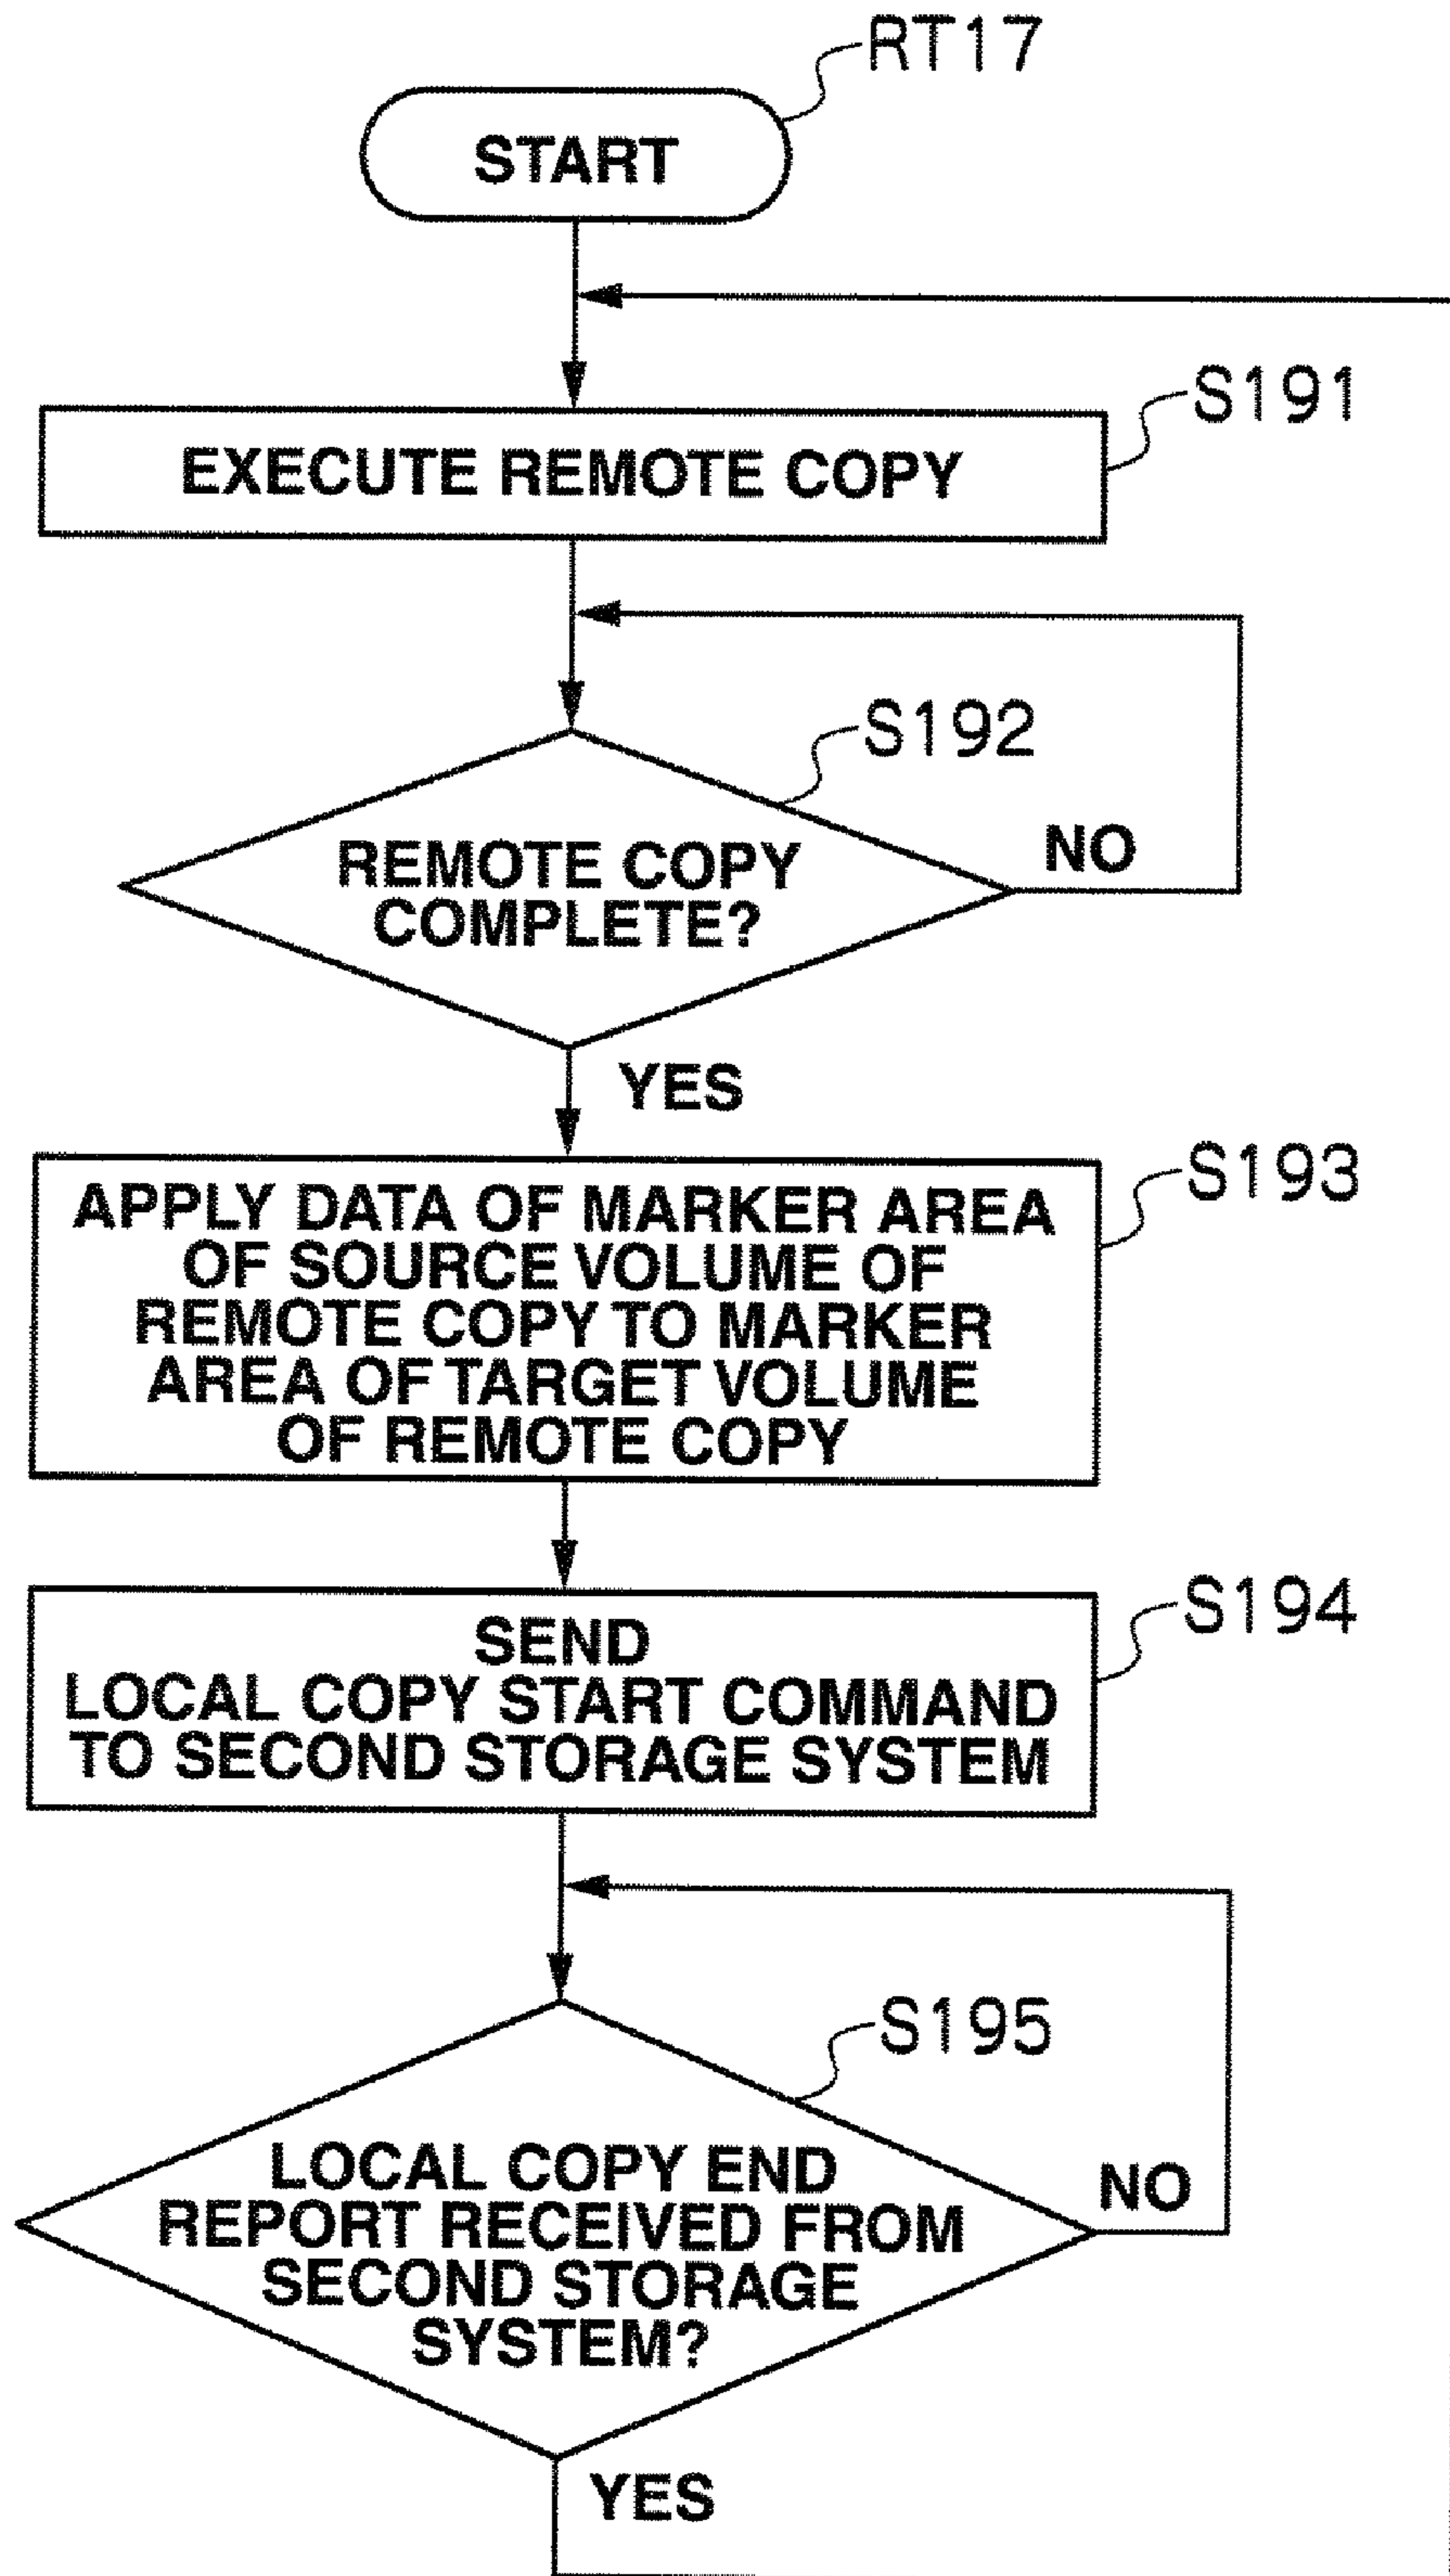 RT17
START
S191
EXECUTE REMOTE COPY
S192
REMOTE COPY
COMPLETE?
NO
YES
S193
APPLY DATA OF MARKER AREA
OF SOURCE VOLUME OF
REMOTE COPY TO MARKER
AREA OF TARGET VOLUME
OF REMOTE COPY
S194
SEND
LOCAL COPY START COMMAND
TO SECOND STORAGE SYSTEM
S195
LOCAL COPY END
REPORT RECEIVED FROM
SECOND STORAGE
SYSTEM?
NO
YES